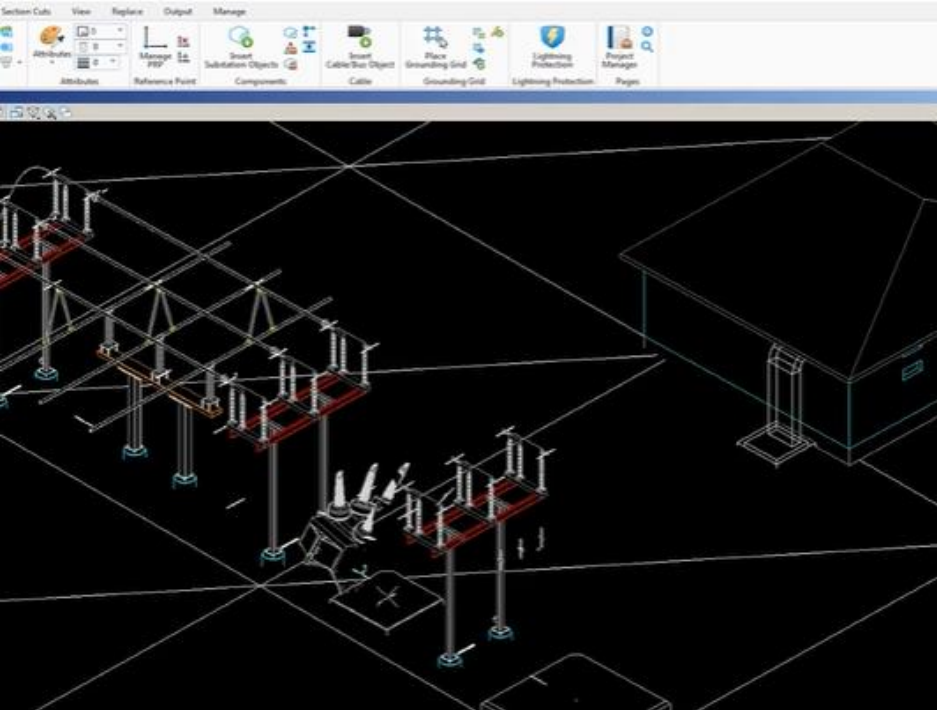 Section Cuts View Replace Output Manage
Attributes
Manage
PRP
Insert
Substation Objects
Insert
Cable/Bus Object
Place
Grounding Grid
Lightning
Protection
Project
Manager
Attributes Reference Point Components Cable Grounding Grid Lightning Protection Pages